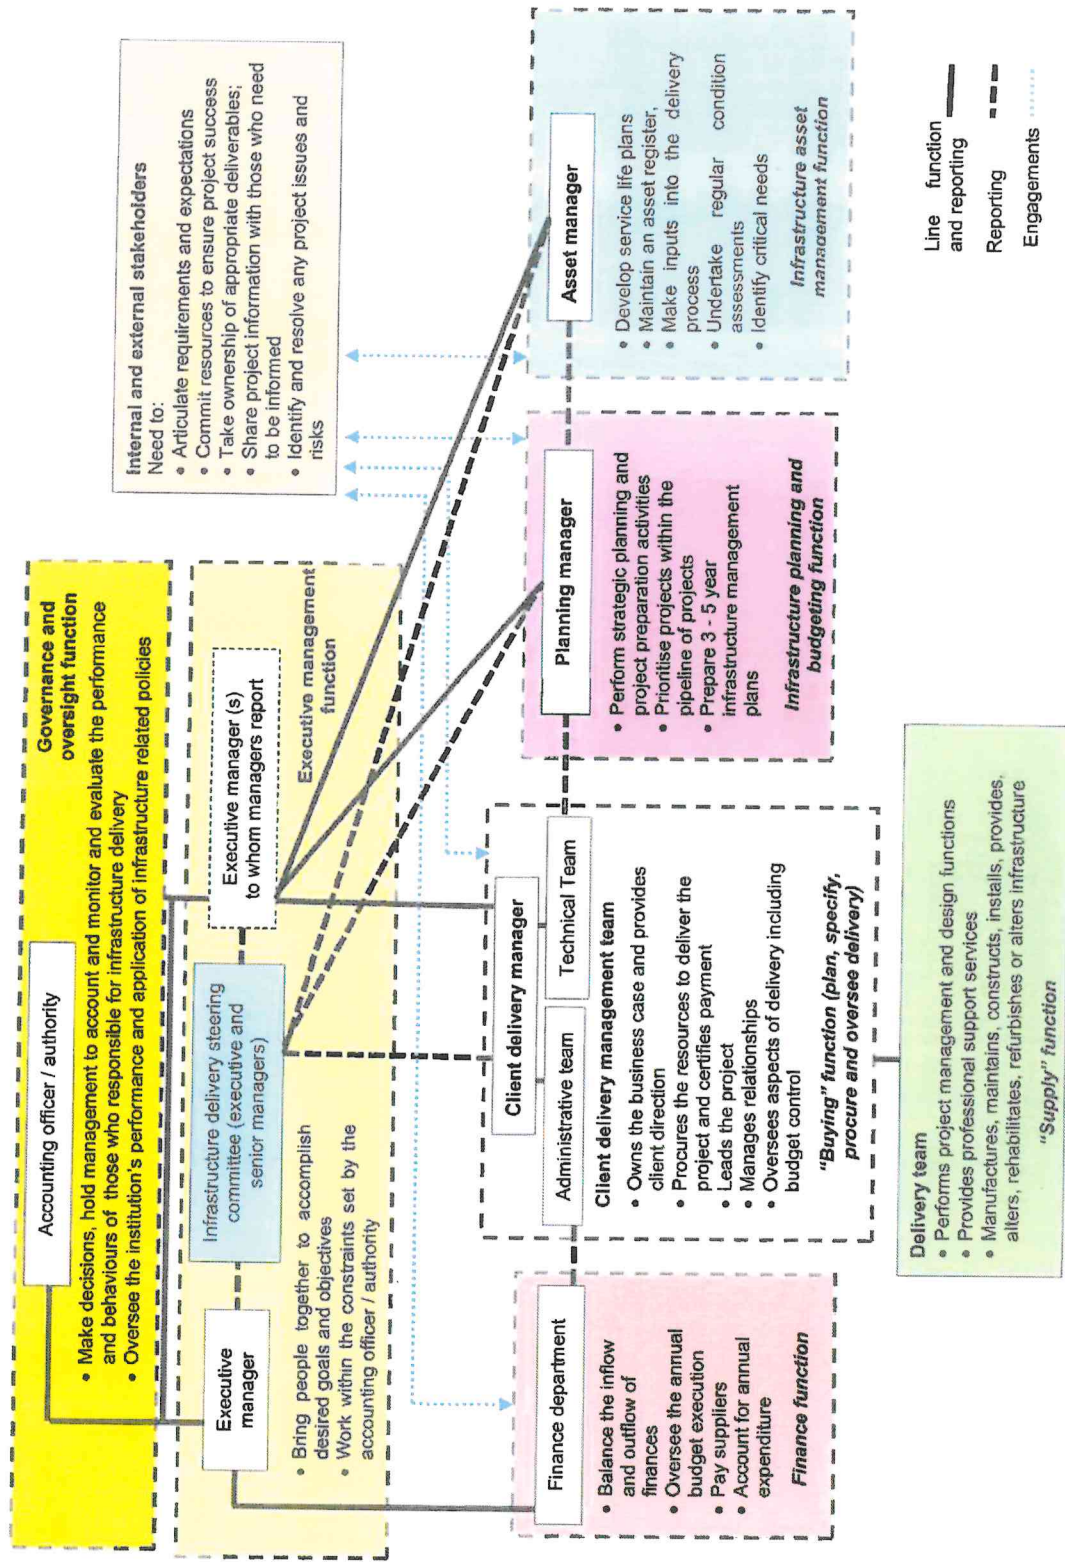 Governance and
oversight function
Accounting officer / authority
• Make decisions, hold management to account and monitor and evaluate the performance
and behaviours of those who responsible for infrastructure delivery
• Oversee the institution's performance and application of infrastructure related policies
Executive
manager
Infrastructure delivery steering
committee (executive and
senior managers)
Executive manager (s)
to whom managers report
Executive management
function
• Bring people together to accomplish
desired goals and objectives
• Work within the constraints set by the
accounting officer / authority
Internal and external stakeholders
Need to:
• Articulate requirements and expectations
• Commit resources to ensure project success
• Take ownership of appropriate deliverables;
• Share project information with those who need
to be informed
• Identify and resolve any project issues and
risks
Finance department
• Balance the inflow
and outflow of
finances
• Oversee the annual
budget execution
• Pay suppliers
• Account for annual
expenditure
Finance function
Client delivery manager
Administrative team
Technical Team
Client delivery management team
• Owns the business case and provides
client direction
• Procures the resources to deliver the
project and certifies payment
• Leads the project
• Manages relationships
• Oversees aspects of delivery including
budget control
"Buying" function (plan, specify,
procure and oversee delivery)
Planning manager
• Perform strategic planning and
project preparation activities
• Prioritise projects within the
pipeline of projects
• Prepare 3 - 5 year
infrastructure management
plans
Infrastructure planning and
budgeting function
Asset manager
• Develop service life plans
• Maintain an asset register,
• Make inputs into the delivery
process
• Undertake regular condition
assessments
• Identify critical needs
Infrastructure asset
management function
Delivery team
• Performs project management and design functions
• Provides professional support services
• Manufactures, maintains, constructs, installs, provides,
alters, rehabilitates, refurbishes or alters infrastructure
"Supply" function
Line function
and reporting
Reporting
Engagements